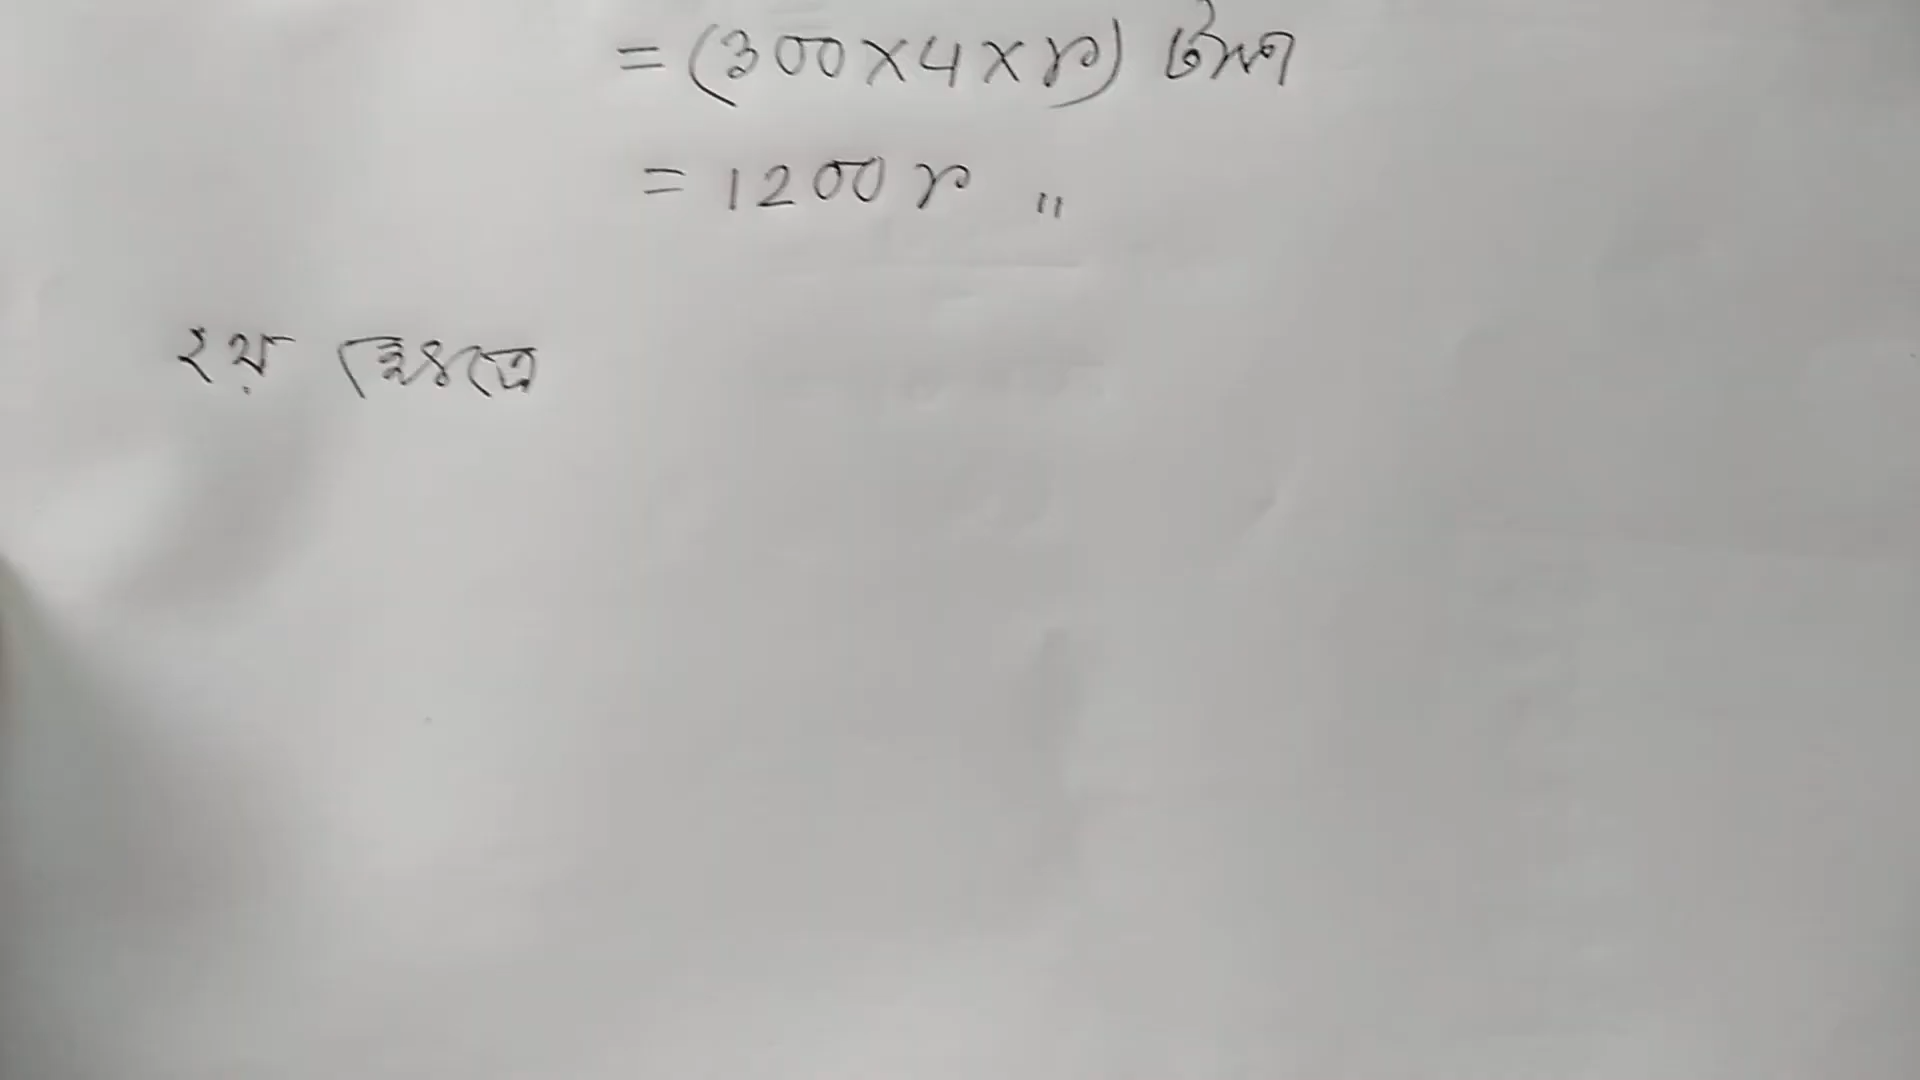 = (300×4×r) টাকা
= 1200 r "
২য় ক্ষেত্রে